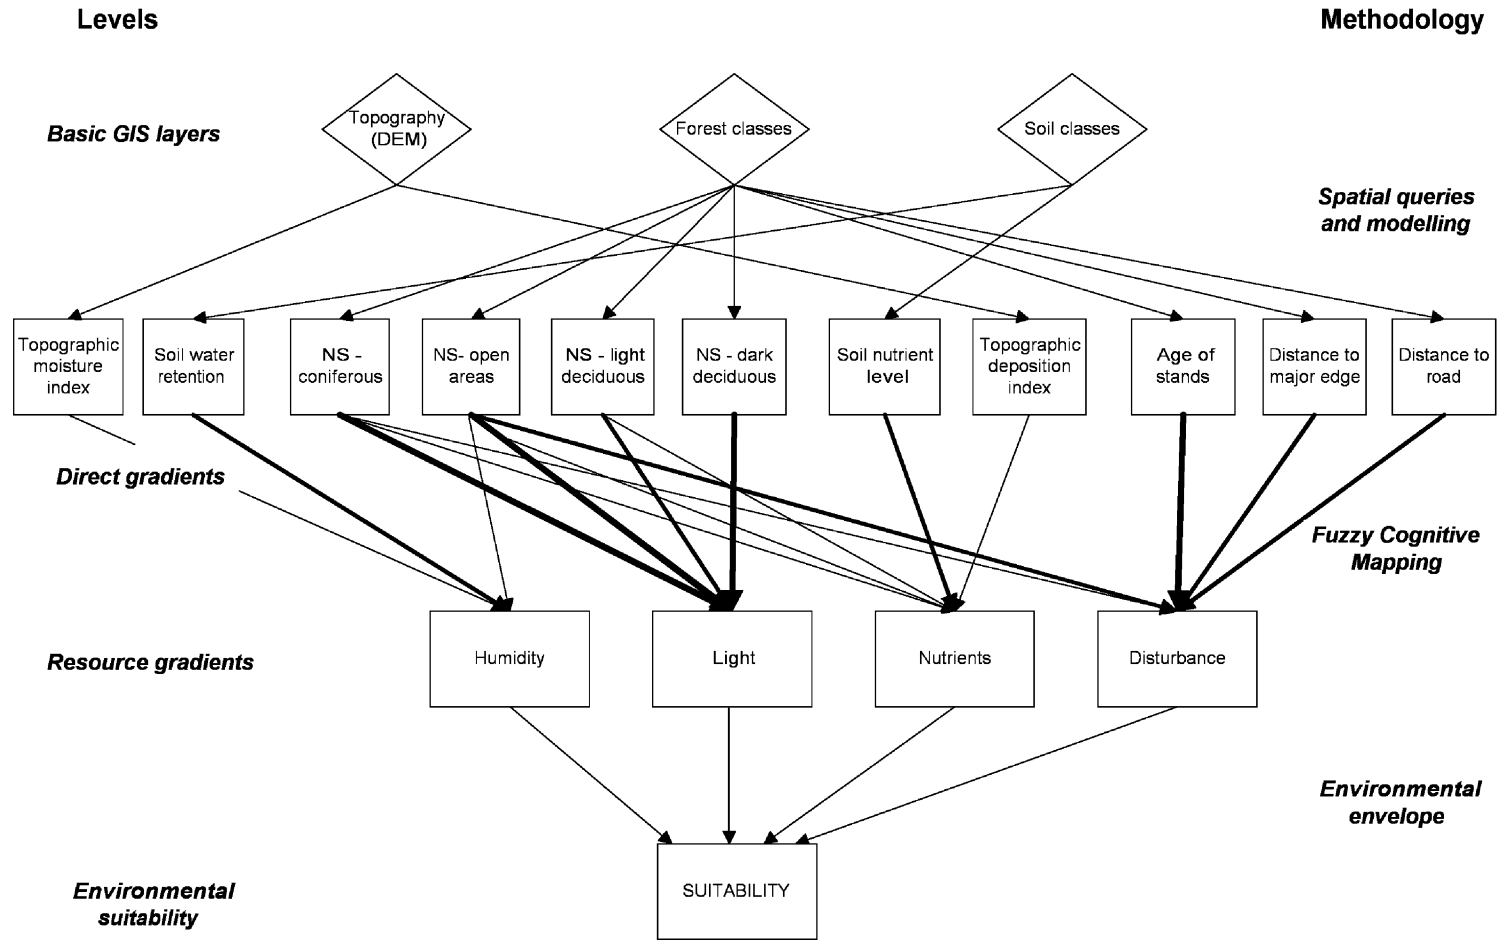 Levels
Methodology
Basic GIS layers
Topography
(DEM)
Forest classes
Soil classes
Spatial queries
and modelling
Topographic
moisture
index
Soil water
retention
NS -
coniferous
NS- open
areas
NS - light
deciduous
NS - dark
deciduous
Soil nutrient
level
Topographic
deposition
index
Age of
stands
Distance to
major edge
Distance to
road
Direct gradients
Fuzzy Cognitive
Mapping
Resource gradients
Humidity
Light
Nutrients
Disturbance
Environmental
envelope
Environmental
suitability
SUITABILITY